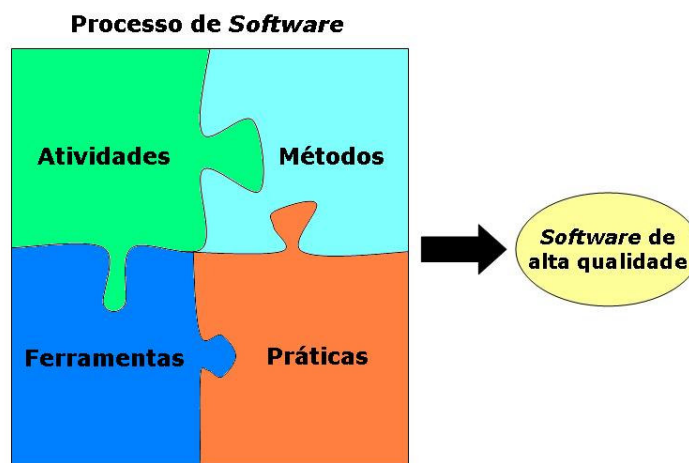 Processo de Software
Atividades
Métodos
Ferramentas
Práticas
Software de
alta qualidade